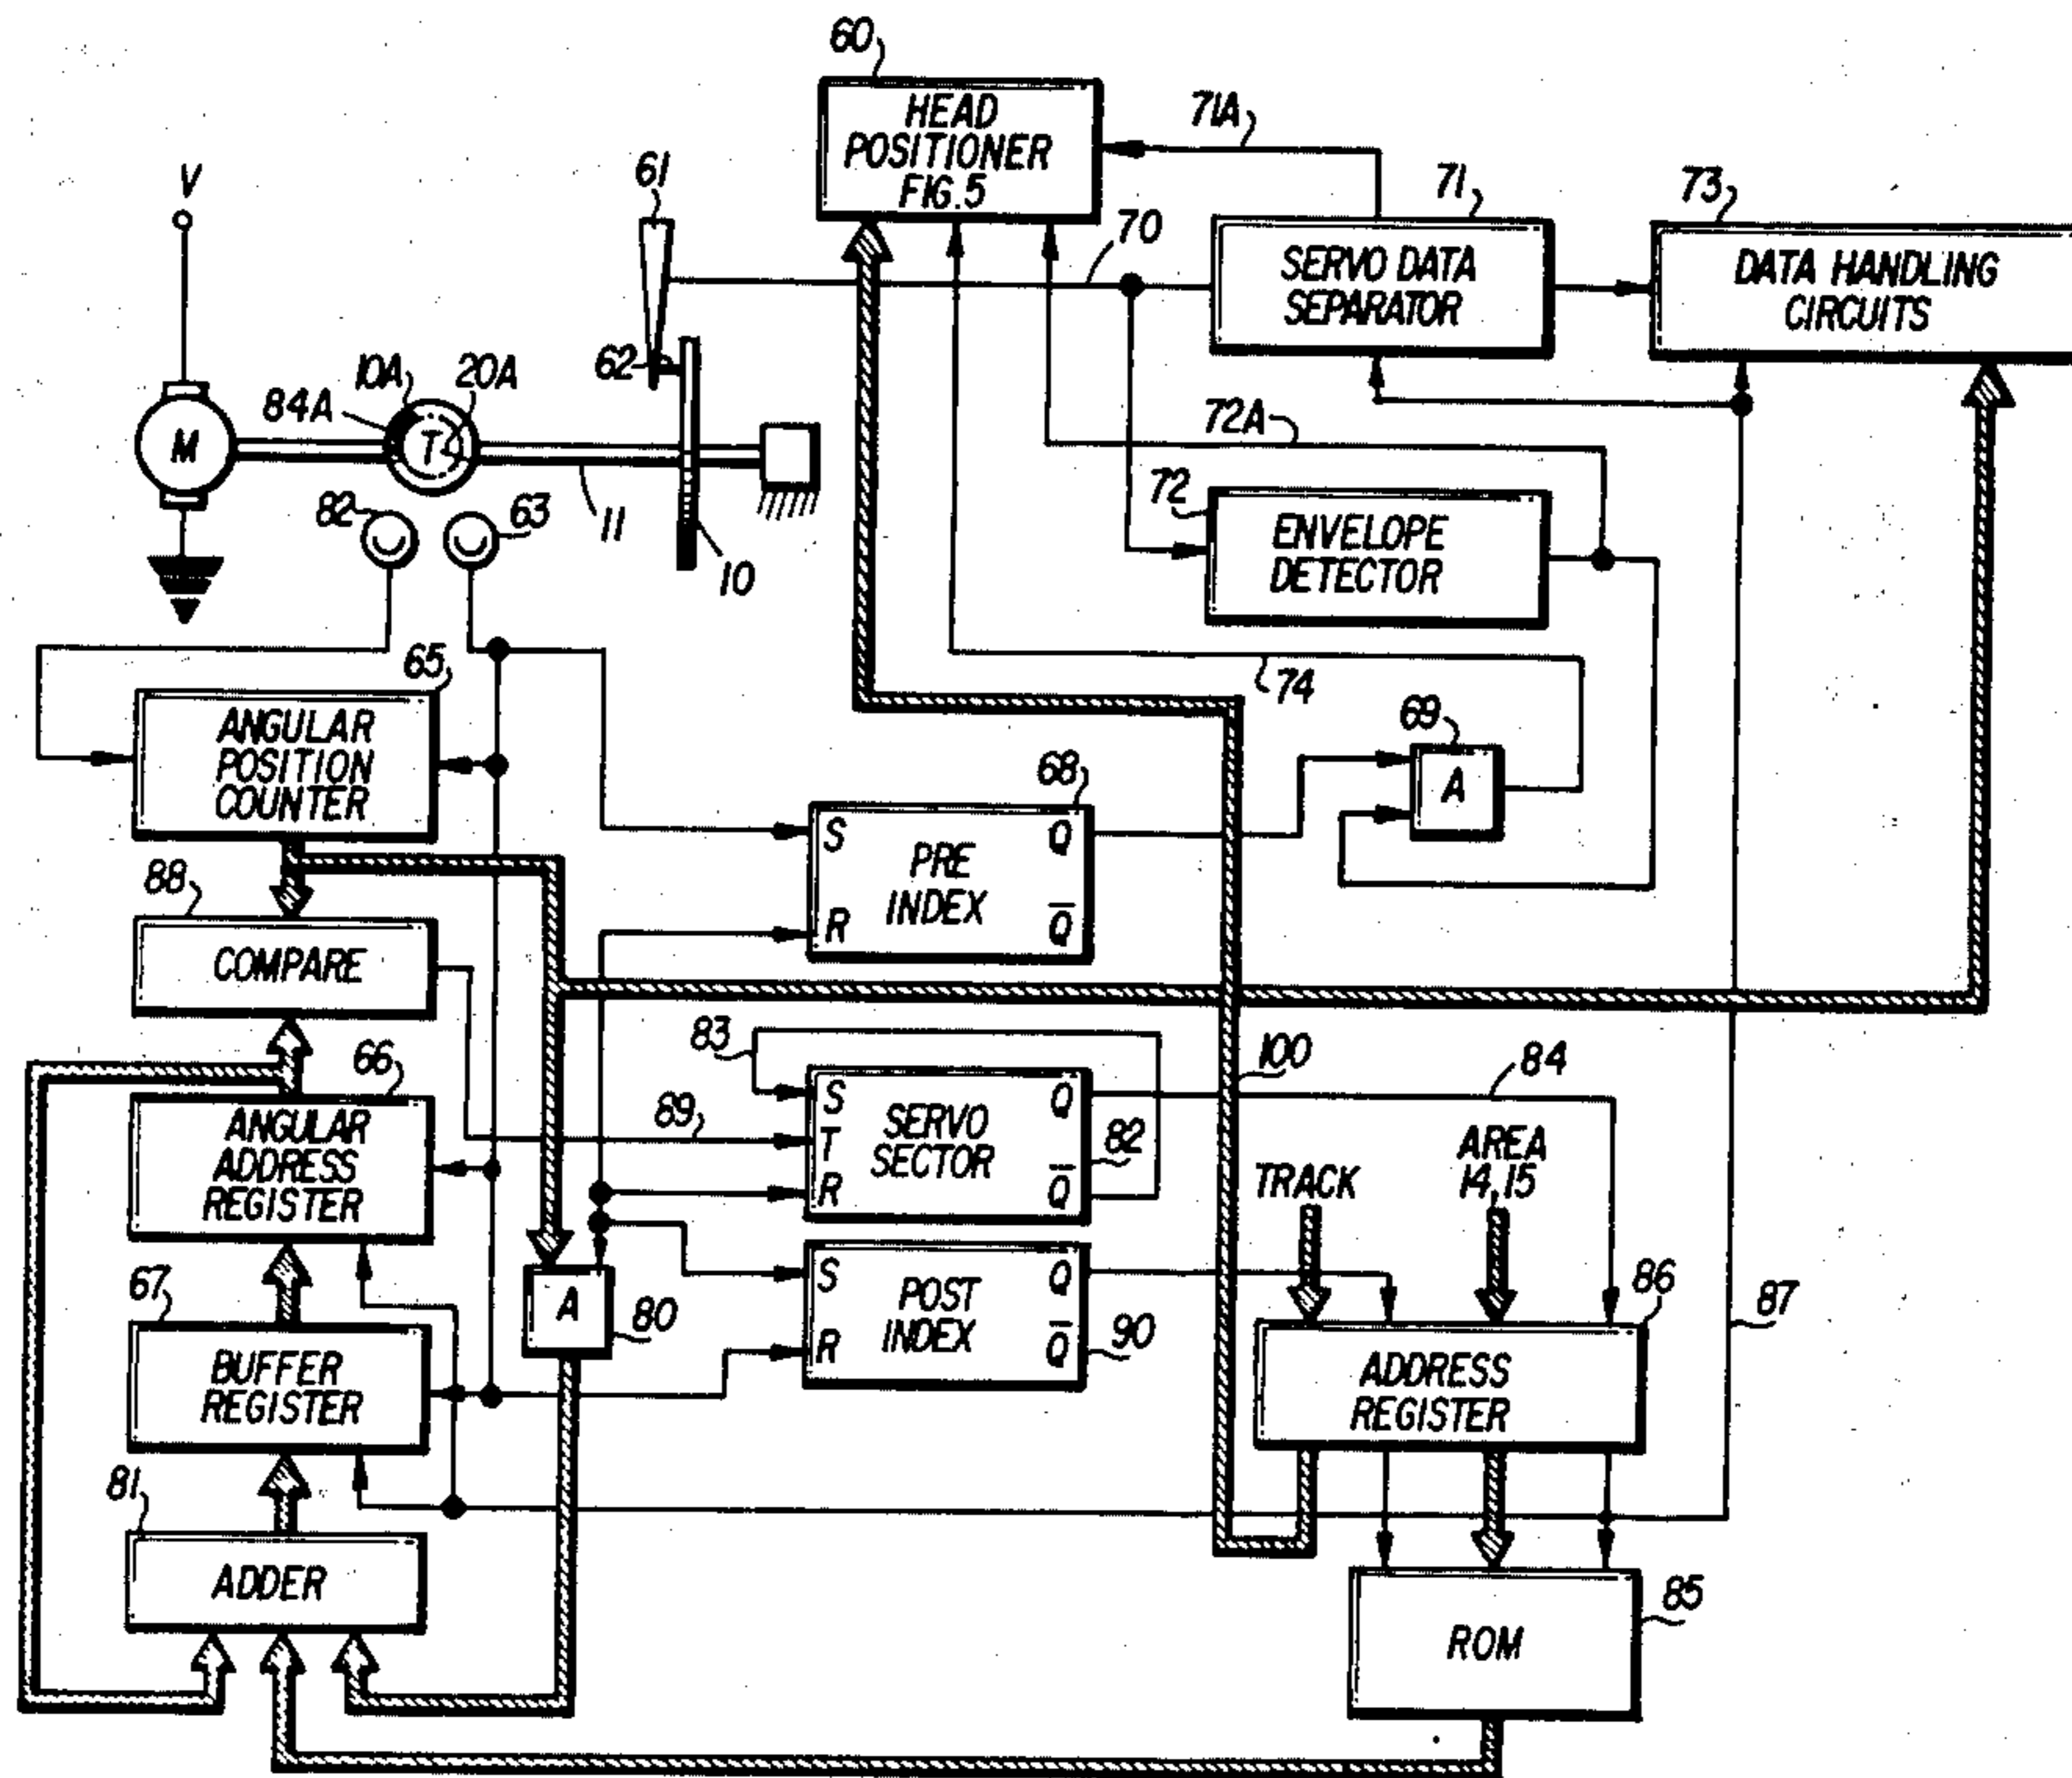 60
HEAD
POSITIONER
FIG. 5
71A
71
73
61
V
70
SERVO DATA
SEPARATOR
DATA HANDLING
CIRCUITS
62
10A
20A
84A
72A
M
T
72
82
63
11
10
ENVELOPE
DETECTOR
65
74
69
ANGULAR
POSITION
COUNTER
68
A
S
Q
PRE
INDEX
R
Q̅
88
COMPARE
83
100
84
66
89
S
T
R
SERVO
SECTOR
Q
Q̅
82
TRACK
AREA
14, 15
ANGULAR
ADDRESS
REGISTER
67
A
80
S
R
POST
INDEX
Q
Q̅
90
86
87
BUFFER
REGISTER
ADDRESS
REGISTER
81
ADDER
85
ROM